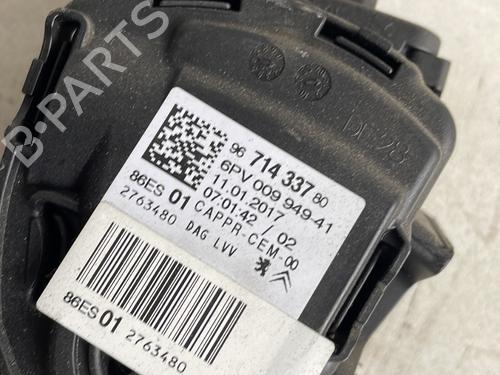 B-PARTS
DF98
96 714 337 80
6PV 009 949-41
11.01.2017
07:01:42 / 02
86ES 01 CAPPR-CEM-00
2763480 DAG LVV
86ES 01 2763480